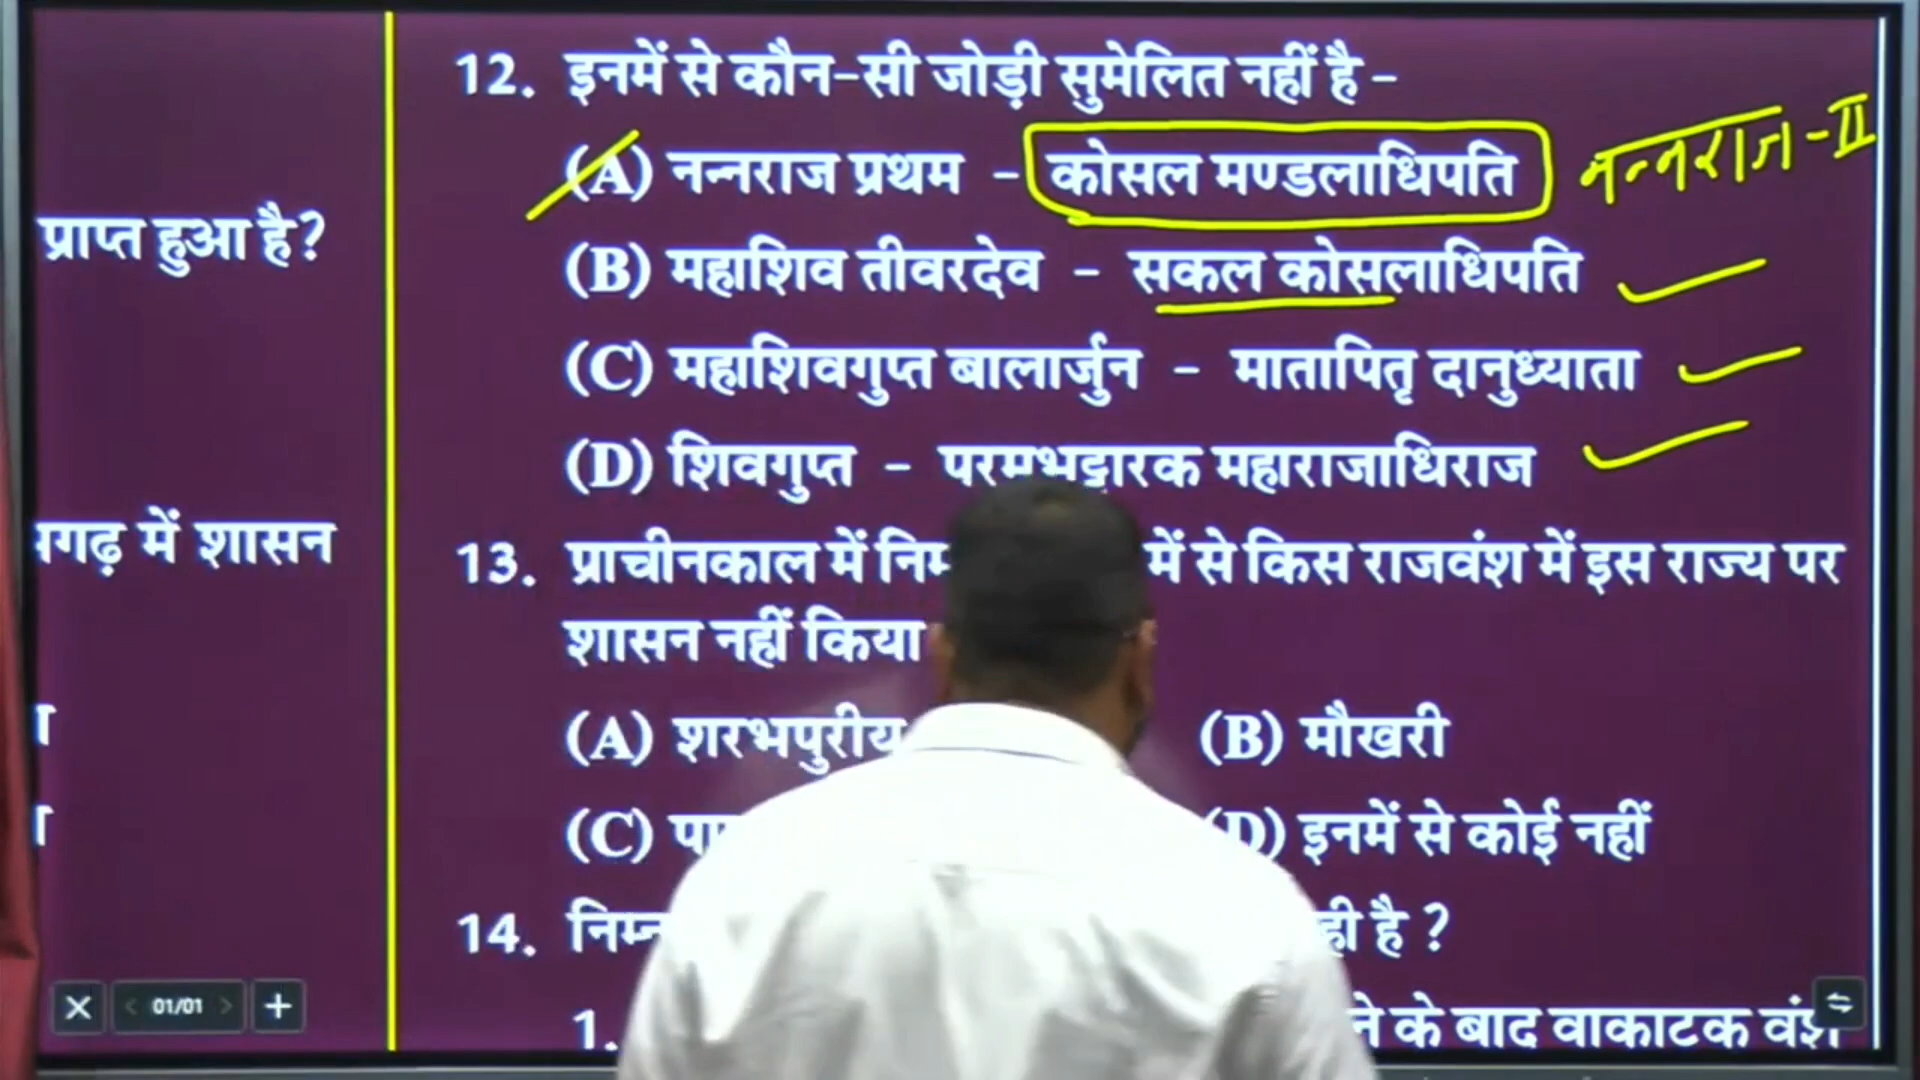 प्राप्त हुआ है?
में शासन
12. इनमें से कौन-सी जोड़ी सुमेलित नहीं है -
(A) नन्नराज प्रथम - कोसल मण्डलाधिपति नन्नराज-II
(B) महाशिव तीवरदेव - सकल कोसलाधिपति
(C) महाशिवगुप्त बालार्जुन - मातापितृ दानुध्याता
(D) शिवगुप्त - परमभट्टारक महाराजाधिराज
13. प्राचीनकाल में में से किस राजवंश में इस राज्य पर
शासन नहीं किया
(A) शरभपुरीय (B) मौखरी
(C) (D) इनमें से कोई नहीं
14. है ?
1. के बाद वाकाटक वंश
01/01